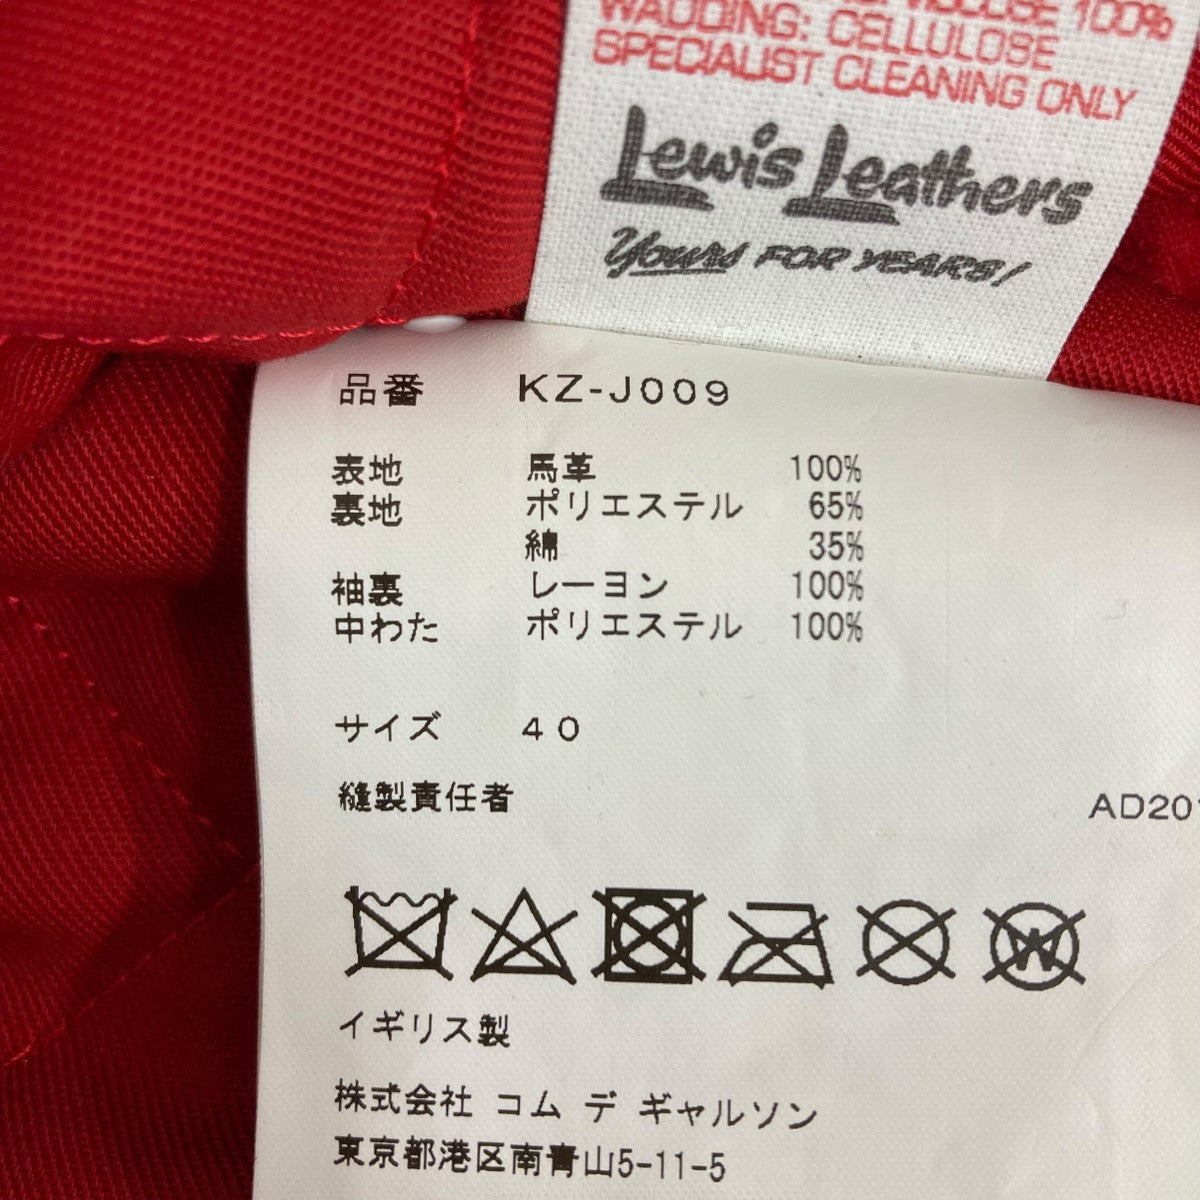 VISCOSE 100%
WADDING: CELLULOSE
SPECIALIST CLEANING ONLY
Lewis Leathers
Yours FOR YEARS!
品番 KZ-J009
表地 馬革 100%
裏地 ポリエステル 65%
綿 35%
袖裏 レーヨン 100%
中わた ポリエステル 100%
サイズ 40
縫製責任者 AD201
W
イギリス製
株式会社 コム デ ギャルソン
東京都港区南青山5-11-5